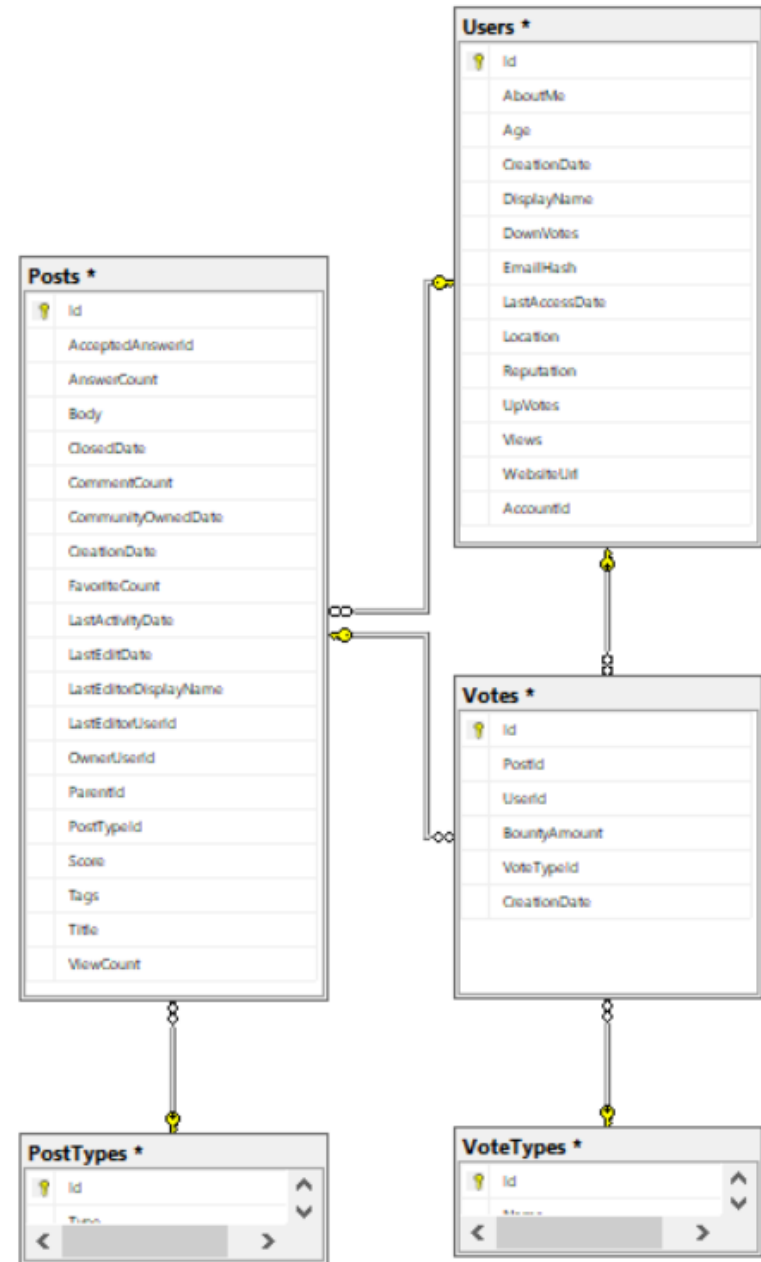 Users *
Id
AboutMe
Age
CreationDate
DisplayName
DownVotes
EmailHash
LastAccessDate
Location
Reputation
UpVotes
Views
WebsiteUrl
AccountId
Posts *
Id
AcceptedAnswerId
AnswerCount
Body
ClosedDate
CommentCount
CommunityOwnedDate
CreationDate
FavoriteCount
LastActivityDate
LastEditDate
LastEditorDisplayName
LastEditorUserId
OwnerUserId
ParentId
PostTypeId
Score
Tags
Title
ViewCount
Votes *
Id
PostId
UserId
BountyAmount
VoteTypeId
CreationDate
PostTypes *
Id
Type
VoteTypes *
Id
Name